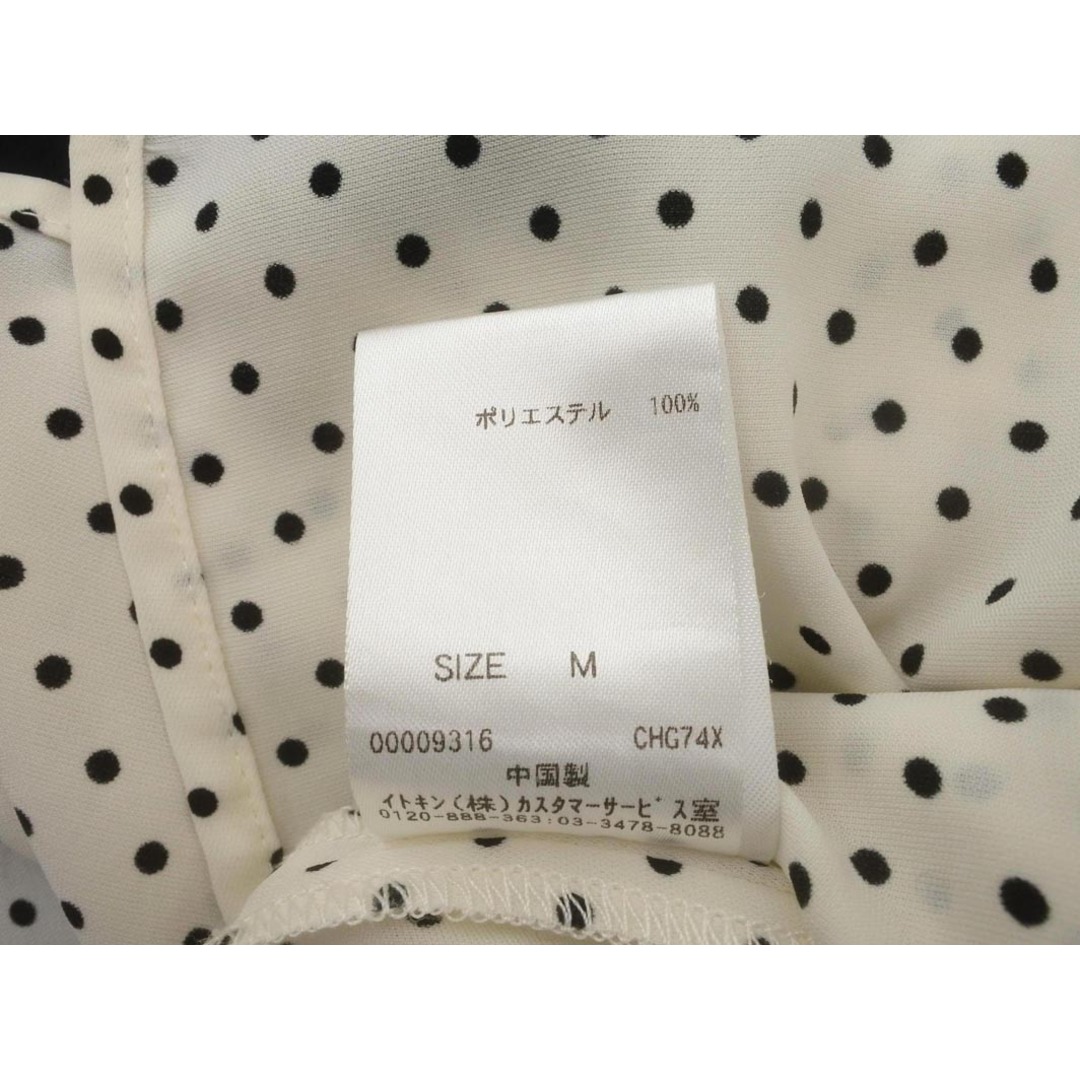 ポリエステル 100%
SIZE M
00009316 CHG74X
中国製
イトキン(株)カスタマーサービス室
0120-888-363:03-3478-8088